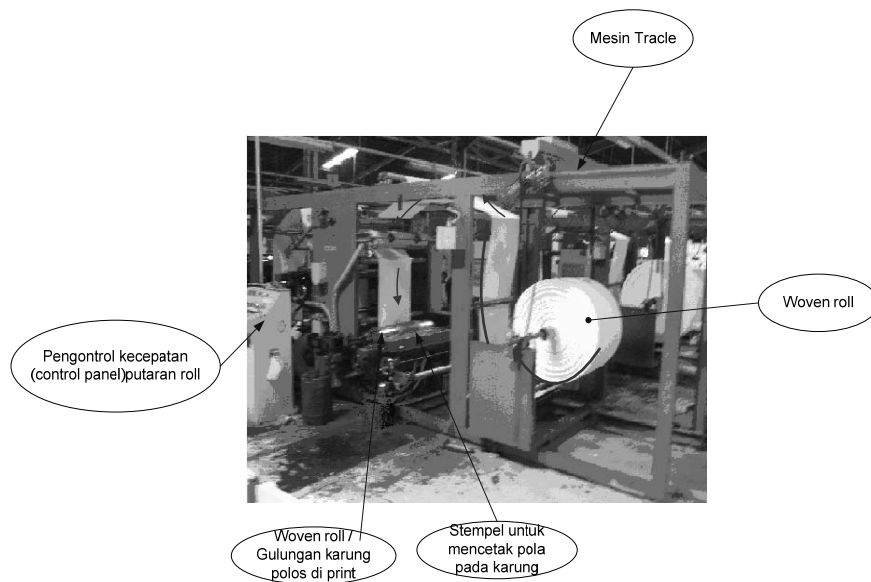 Mesin Tracle
Woven roll
Pengontrol kecepatan
(control panel)putaran roll
Woven roll /
Gulungan karung
polos di print
Stempel untuk
mencetak pola
pada karung